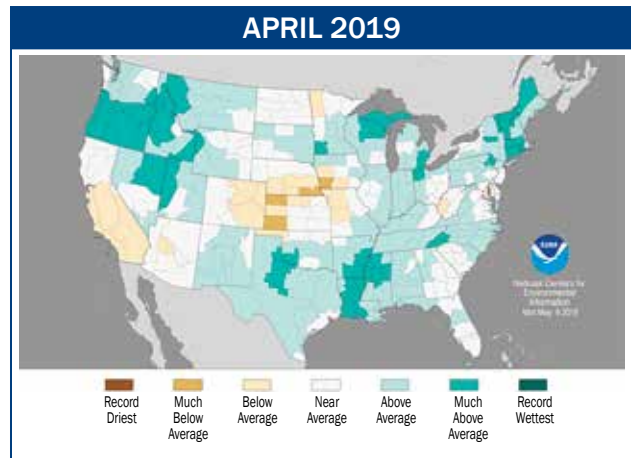 APRIL 2019
NOAA
National Centers for
Environmental
Information
Record
Driest
Much
Below
Average
Below
Average
Near
Average
Above
Average
Much
Above
Average
Record
Wettest